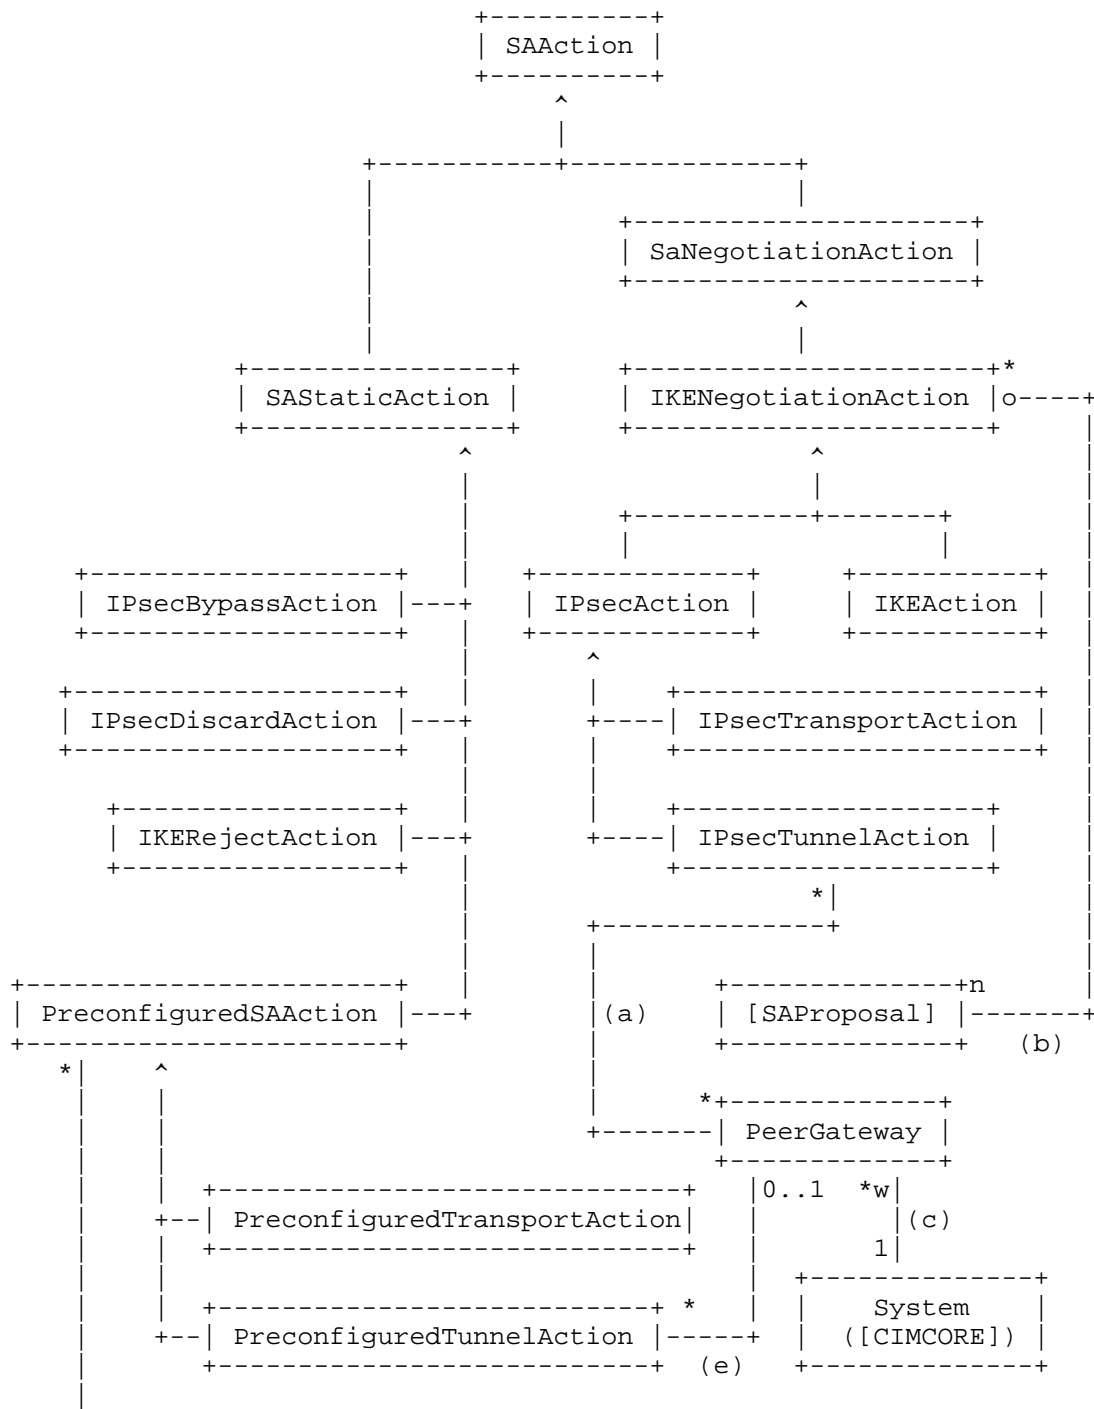 SAAction
SaNegotiationAction
*
SAStaticAction
IKENegotiationAction
o
IPsecBypassAction
IPsecAction
IKEAction
IPsecDiscardAction
IPsecTransportAction
IKERejectAction
IPsecTunnelAction
*
n
PreconfiguredSAAction
(a)
[SAProposal]
(b)
*
*
PeerGateway
0..1
*w
PreconfiguredTransportAction
(c)
1
*
System
PreconfiguredTunnelAction
([CIMCORE])
(e)